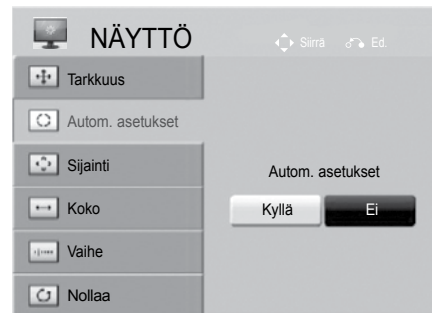 NÄYTTÖ
Siirrä Ed.
Tarkkuus
Autom. asetukset
Sijainti
Koko
Vaihe
Nollaa
Autom. asetukset
Kyllä Ei